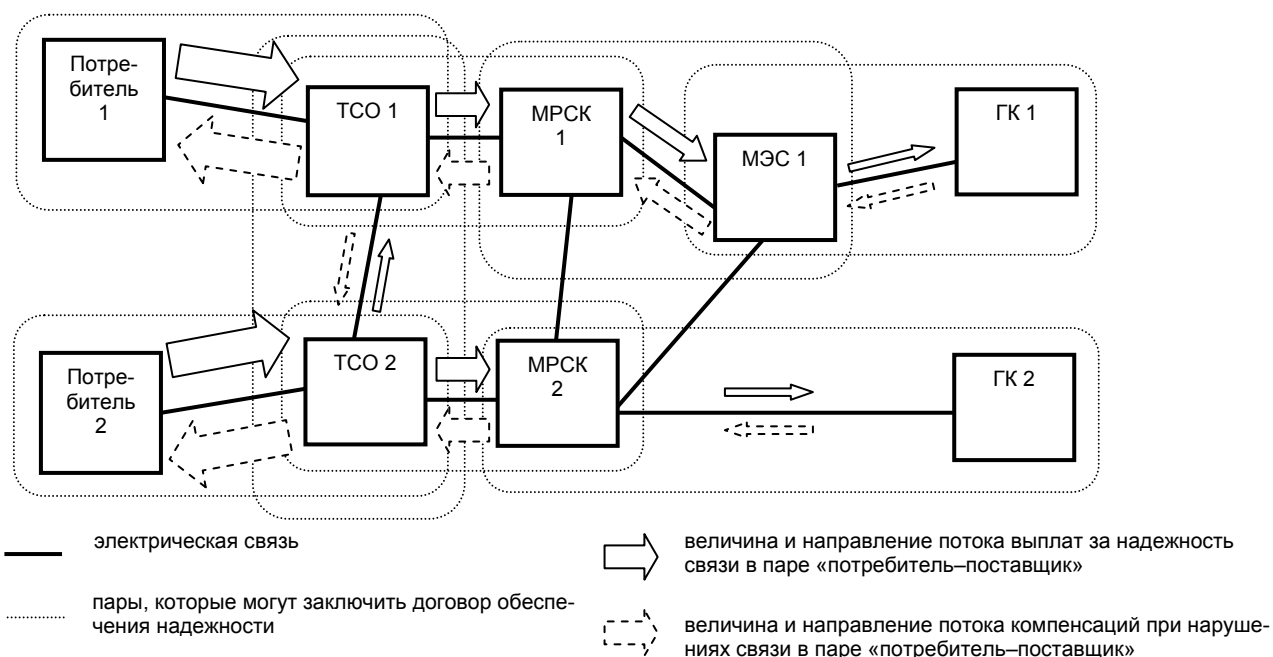 Потре-
битель
1
ТСО 1
МРСК
1
МЭС 1
ГК 1
Потре-
битель
2
ТСО 2
МРСК
2
ГК 2
электрическая связь
пары, которые могут заключить договор обеспе-
чения надежности
величина и направление потока выплат за надежность
связи в паре «потребитель–поставщик»
величина и направление потока компенсаций при наруше-
ниях связи в паре «потребитель–поставщик»